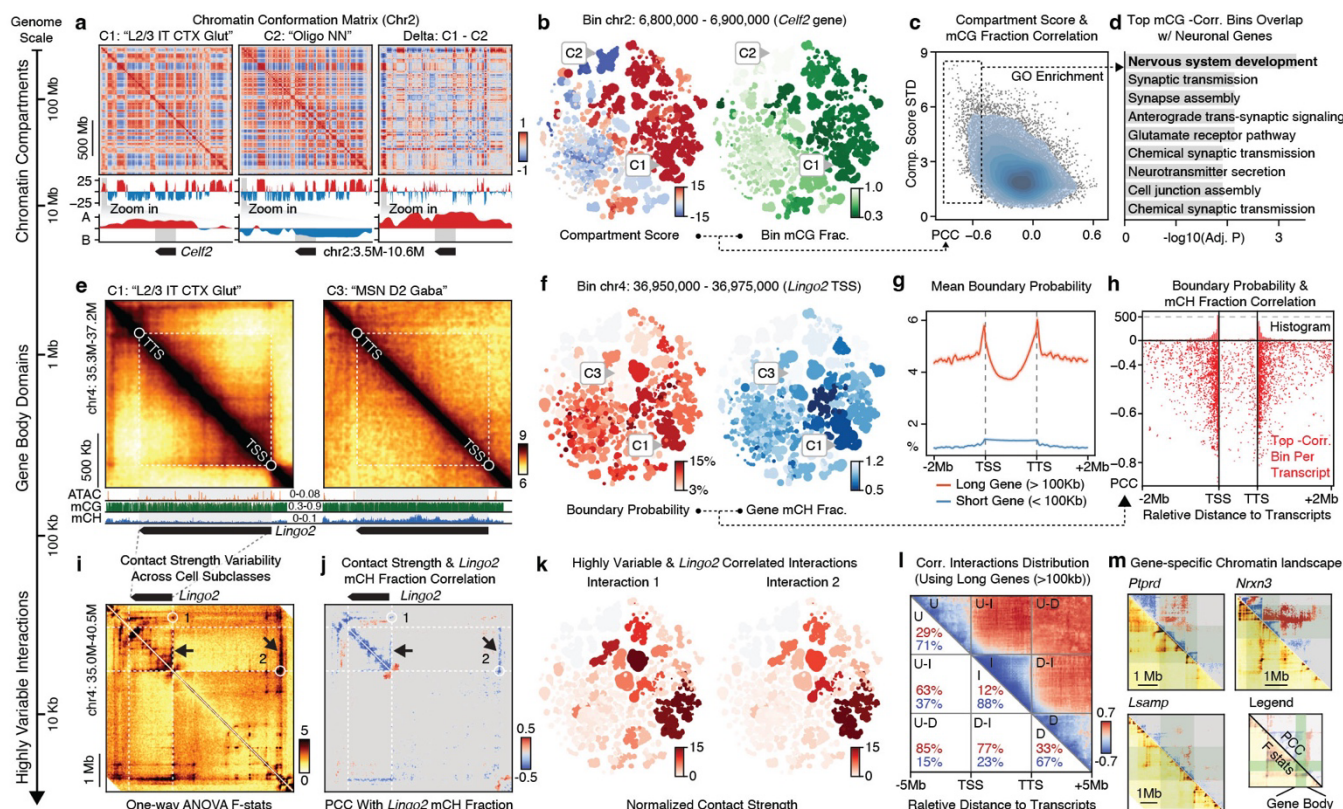 Genome
Scale
Chromatin Compartments
Gene Body Domains
Highly Variable Interactions
100 Mb
10 Mb
1 Mb
100 Kb
10 Kb
a
Chromatin Conformation Matrix (Chr2)
C1: “L2/3 IT CTX Glut”
C2: “Oligo NN”
Delta: C1 - C2
500 Mb
1
-1
25
−25
Zoom in
Zoom in
Zoom in
A
B
Celf2
chr2:3.5M-10.6M
b
Bin chr2: 6,800,000 - 6,900,000 (Celf2 gene)
C2
C1
15
-15
Compartment Score
C2
C1
1.0
0.3
Bin mCG Frac.
c
Compartment Score &
mCG Fraction Correlation
Comp. Score STD
9
6
3
0
GO Enrichment
PCC
−0.6
0.0
0.6
d
Top mCG -Corr. Bins Overlap
w/ Neuronal Genes
Nervous system development
Synaptic transmission
Synapse assembly
Anterograde trans-synaptic signaling
Glutamate receptor pathway
Chemical synaptic transmission
Neurotransmitter secretion
Cell junction assembly
Chemical synaptic transmission
0
-log10(Adj. P)
3
e
C1: “L2/3 IT CTX Glut”
C3: “MSN D2 Gaba”
chr4: 35.3M-37.2M
500 Kb
TTS
TSS
TTS
TSS
9
6
ATAC
0-0.08
mCG
0.3-0.9
mCH
0-0.1
Lingo2
f
Bin chr4: 36,950,000 - 36,975,000 (Lingo2 TSS)
C3
C1
15%
3%
Boundary Probability
C3
C1
1.2
0.5
Gene mCH Frac.
g
Mean Boundary Probability
6
4
2
%
-2Mb
TSS
TTS
+2Mb
Long Gene (> 100Kb)
Short Gene (< 100Kb)
h
Boundary Probability
& mCH Fraction Correlation
500
0
−0.4
−0.6
−0.8
PCC
Histogram
Top -Corr.
Bin Per
Transcript
-2Mb
TSS
TTS
+2Mb
Raletive Distance to Transcripts
i
Contact Strength Variability
Across Cell Subclasses
Lingo2
chr4: 35.0M-40.5M
1 Mb
1
2
5
0
One-way ANOVA F-stats
j
Contact Strength & Lingo2
mCH Fraction Correlation
Lingo2
1
2
0.5
-0.5
PCC With Lingo2 mCH Fraction
k
Highly Variable & Lingo2 Correlated Interactions
Interaction 1
Interaction 2
15
0
15
0
Normalized Contact Strength
l
Corr. Interactions Distribution
(Using Long Genes (>100kb))
U
U-I
U-D
U
29%
71%
I
D-I
U-I
63%
37%
I
12%
88%
D
U-D
85%
15%
D-I
77%
23%
D
33%
67%
0.7
-0.7
-5Mb
TSS
TTS
+5Mb
Raletive Distance to Transcripts
m
Gene-specific Chromatin landscape
Ptprd
1 Mb
Nrxn3
1Mb
Lsamp
1 Mb
Legend
PCC
F-stats
Gene Body